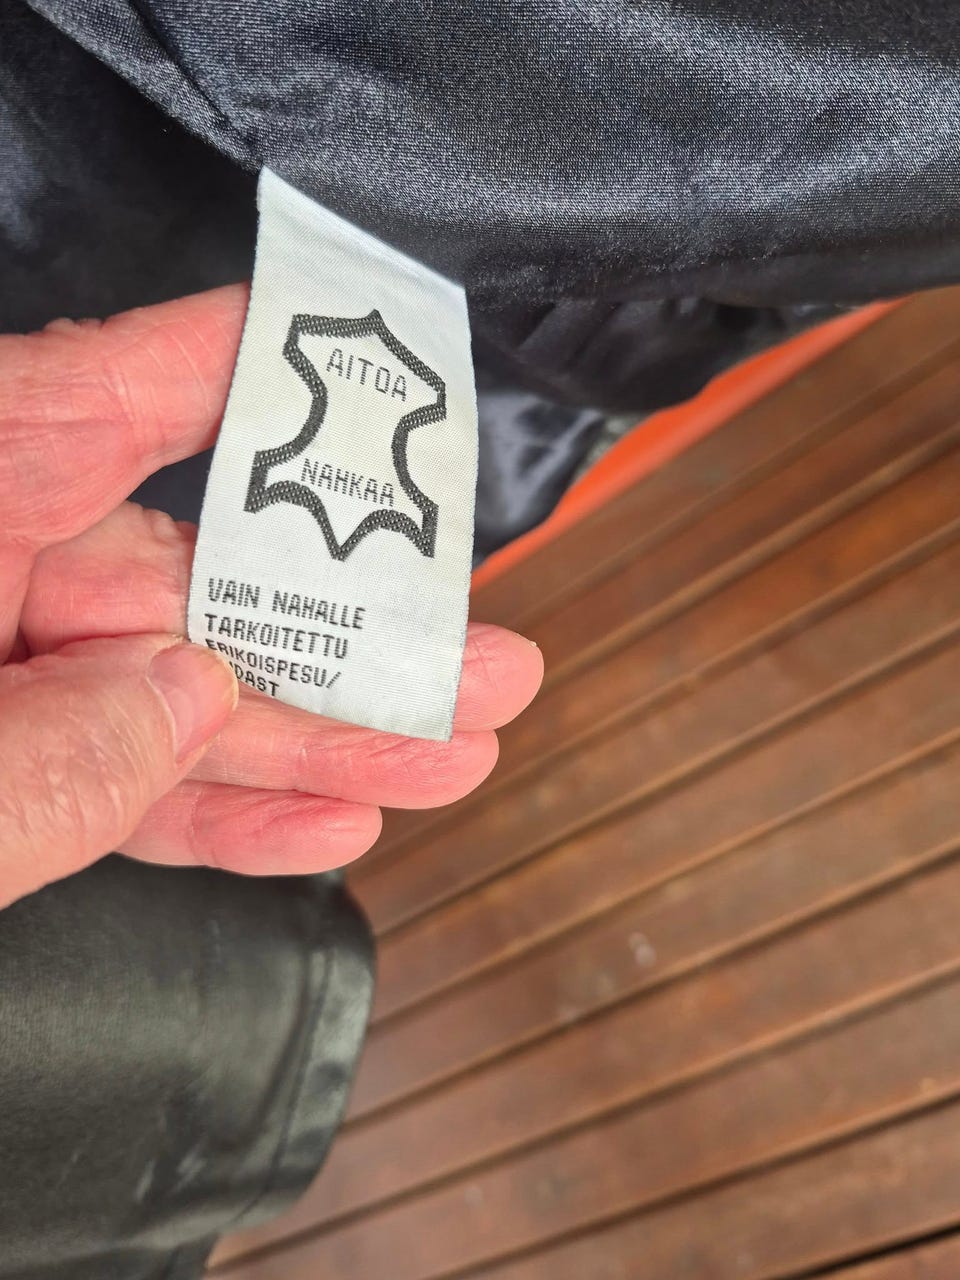 AITOA
NAHKAA
VAIN NAHALLE
TARKOITETTU
ERIKOISPESU/